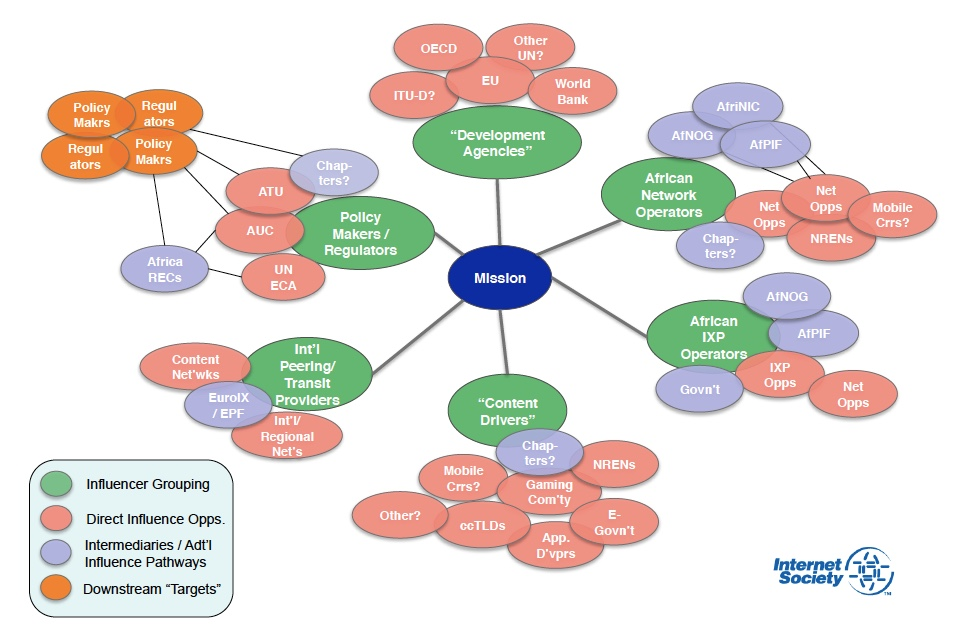 OECD
Other
UN?
EU
ITU-D?
World
Bank
"Development
Agencies"
Policy
Makrs
Regul
ators
Regul
ators
Policy
Makrs
Chap-
ters?
ATU
AUC
Policy
Makers /
Regulators
Africa
RECs
UN
ECA
AfriNIC
AfNOG
AfPIF
African
Network
Operators
Net
Opps
Net
Opps
Mobile
Crrs?
NRENs
Chap-
ters?
Mission
AfNOG
AfPIF
African
IXP
Operators
Govn't
IXP
Opps
Net
Opps
Int'l
Peering/
Transit
Providers
Content
Net'wks
EuroIX
/ EPF
Int'l/
Regional
Net's
"Content
Drivers"
Chap-
ters?
NRENs
Mobile
Crrs?
Gaming
Com'ty
Other?
ccTLDs
E-
Govn't
App.
D'vprs
Influencer Grouping
Direct Influence Opps.
Intermediaries / Adt'l
Influence Pathways
Downstream "Targets"
Internet
Society
TM